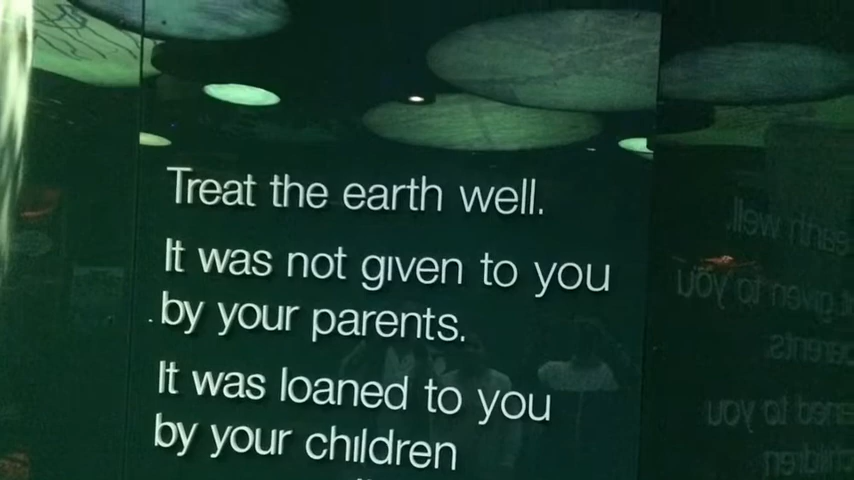 Treat the earth well.
It was not given to you
by your parents.
It was loaned to you
by your children